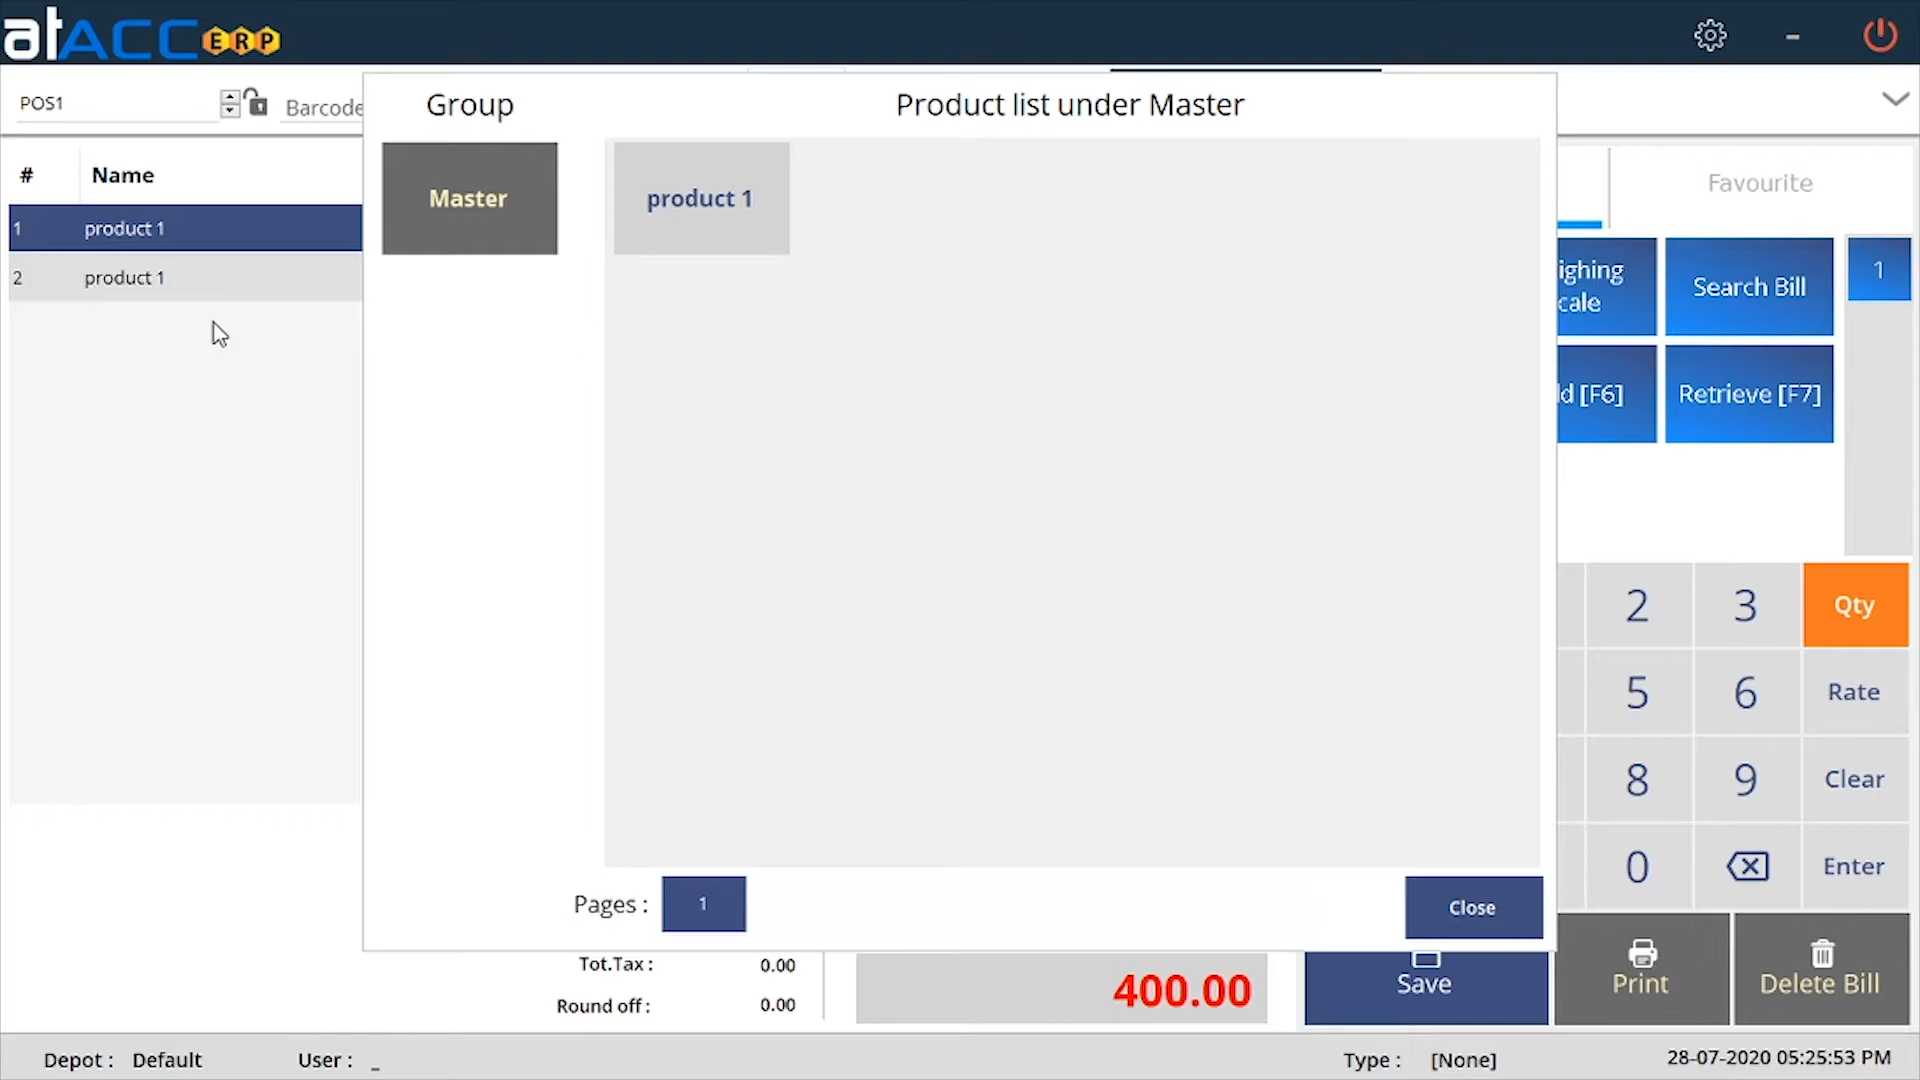 atACC ERP
POS1
Barcode
Group
Product list under Master
# Name
1 product 1
2 product 1
Master
product 1
Favourite
ighing
cale
Search Bill
1
d [F6]
Retrieve [F7]
2 3 Qty
5 6 Rate
8 9 Clear
0 Enter
Pages : 1
Close
Tot.Tax : 0.00
Round off : 0.00
400.00
Save
Print
Delete Bill
Depot : Default
User : _
Type : [None]
28-07-2020 05:25:53 PM